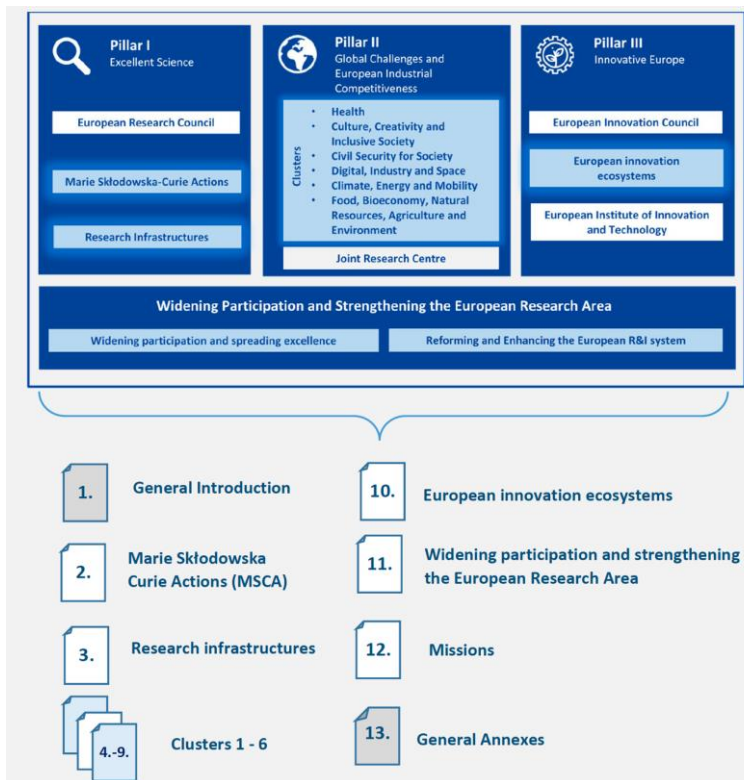 Pillar I
Excellent Science
European Research Council
Marie Skłodowska-Curie Actions
Research Infrastructures
Pillar II
Global Challenges and
European Industrial
Competitiveness
Clusters
• Health
• Culture, Creativity and
Inclusive Society
• Civil Security for Society
• Digital, Industry and Space
• Climate, Energy and Mobility
• Food, Bioeconomy, Natural
Resources, Agriculture and
Environment
Joint Research Centre
Pillar III
Innovative Europe
European Innovation Council
European innovation
ecosystems
European Institute of Innovation
and Technology
Widening Participation and Strengthening the European Research Area
Widening participation and spreading excellence
Reforming and Enhancing the European R&I system
1. General Introduction
2. Marie Skłodowska
Curie Actions (MSCA)
3. Research infrastructures
4.-9. Clusters 1 - 6
10. European innovation ecosystems
11. Widening participation and strengthening
the European Research Area
12. Missions
13. General Annexes